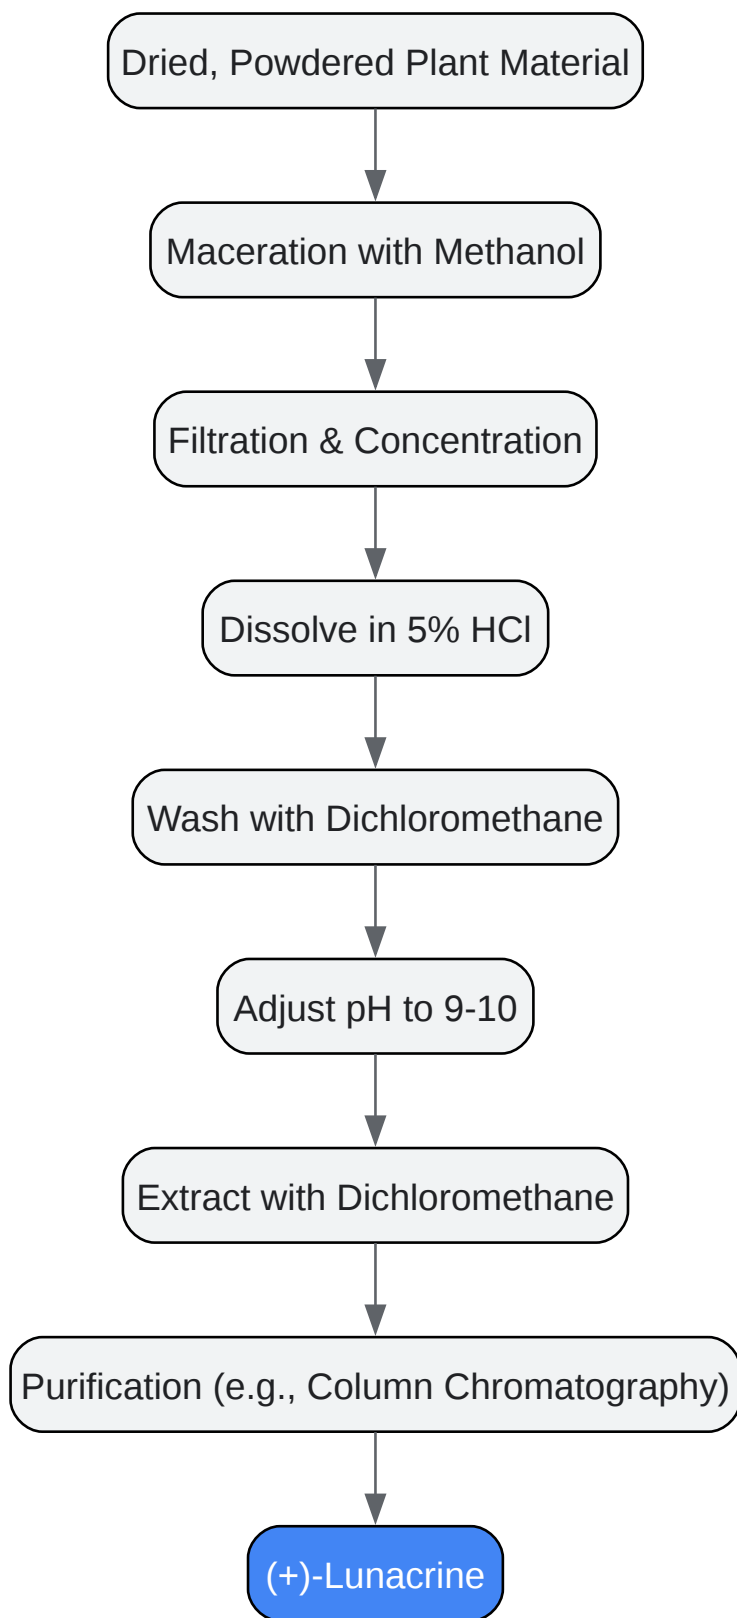 Dried, Powdered Plant Material
Maceration with Methanol
Filtration & Concentration
Dissolve in 5% HCl
Wash with Dichloromethane
Adjust pH to 9-10
Extract with Dichloromethane
Purification (e.g., Column Chromatography)
(+)-Lunacrine